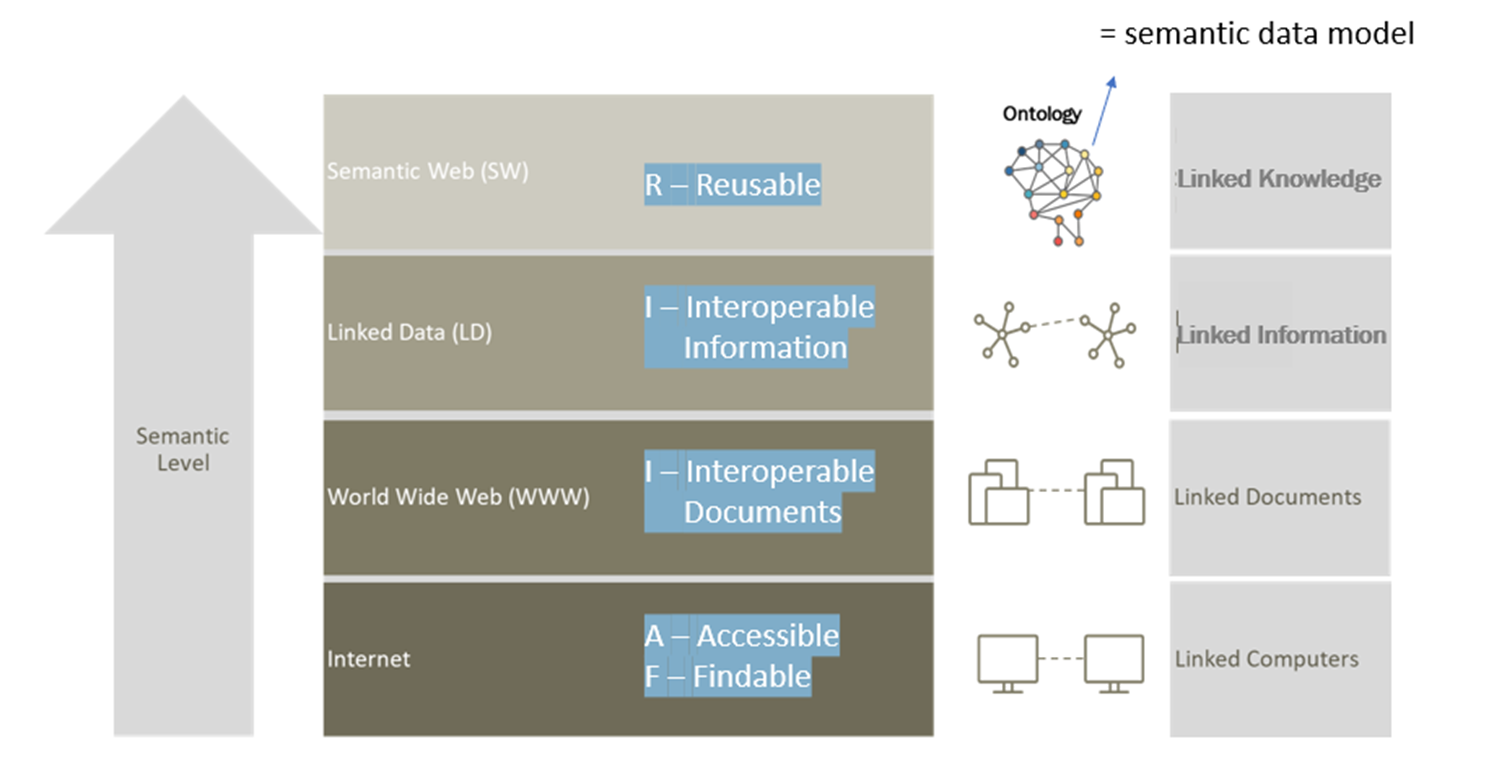 = semantic data model
Ontology
Semantic Web (SW)
R – Reusable
Linked Knowledge
Linked Data (LD)
I – Interoperable
Information
Linked Information
Semantic
Level
World Wide Web (WWW)
I – Interoperable
Documents
Linked Documents
Internet
A – Accessible
F – Findable
Linked Computers